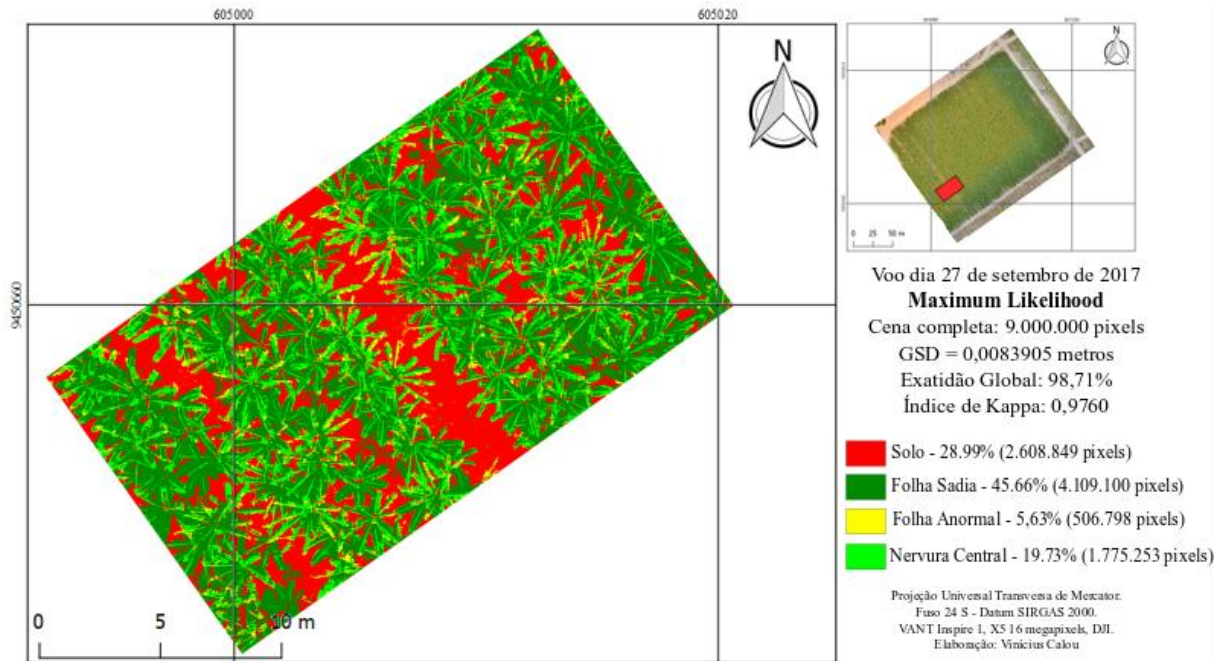 605000
605020
N
9450660
0
5
10 m
N
0
25
50 m
Voo dia 27 de setembro de 2017
Maximum Likelihood
Cena completa: 9.000.000 pixels
GSD = 0,0083905 metros
Exatidão Global: 98,71%
Índice de Kappa: 0,9760
Solo - 28.99% (2.608.849 pixels)
Folha Sadia - 45.66% (4.109.100 pixels)
Folha Anormal - 5,63% (506.798 pixels)
Nervura Central - 19.73% (1.775.253 pixels)
Projeção Universal Transversa de Mercator.
Fuso 24 S - Datum SIRGAS 2000.
VANT Inspire 1, X5 16 megapixels, DJI.
Elaboração: Vinicius Calou